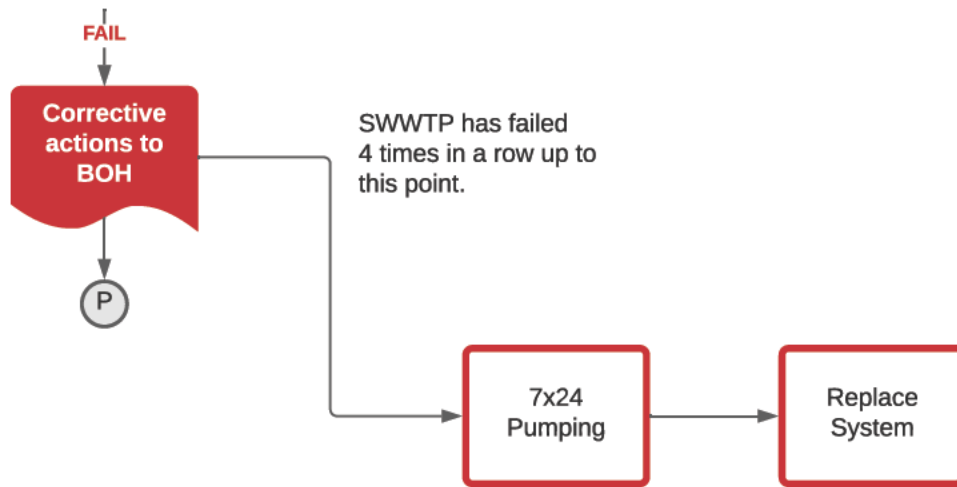 FAIL
Corrective
actions to
BOH
SWWTP has failed
4 times in a row up to
this point.
P
7x24
Pumping
Replace
System